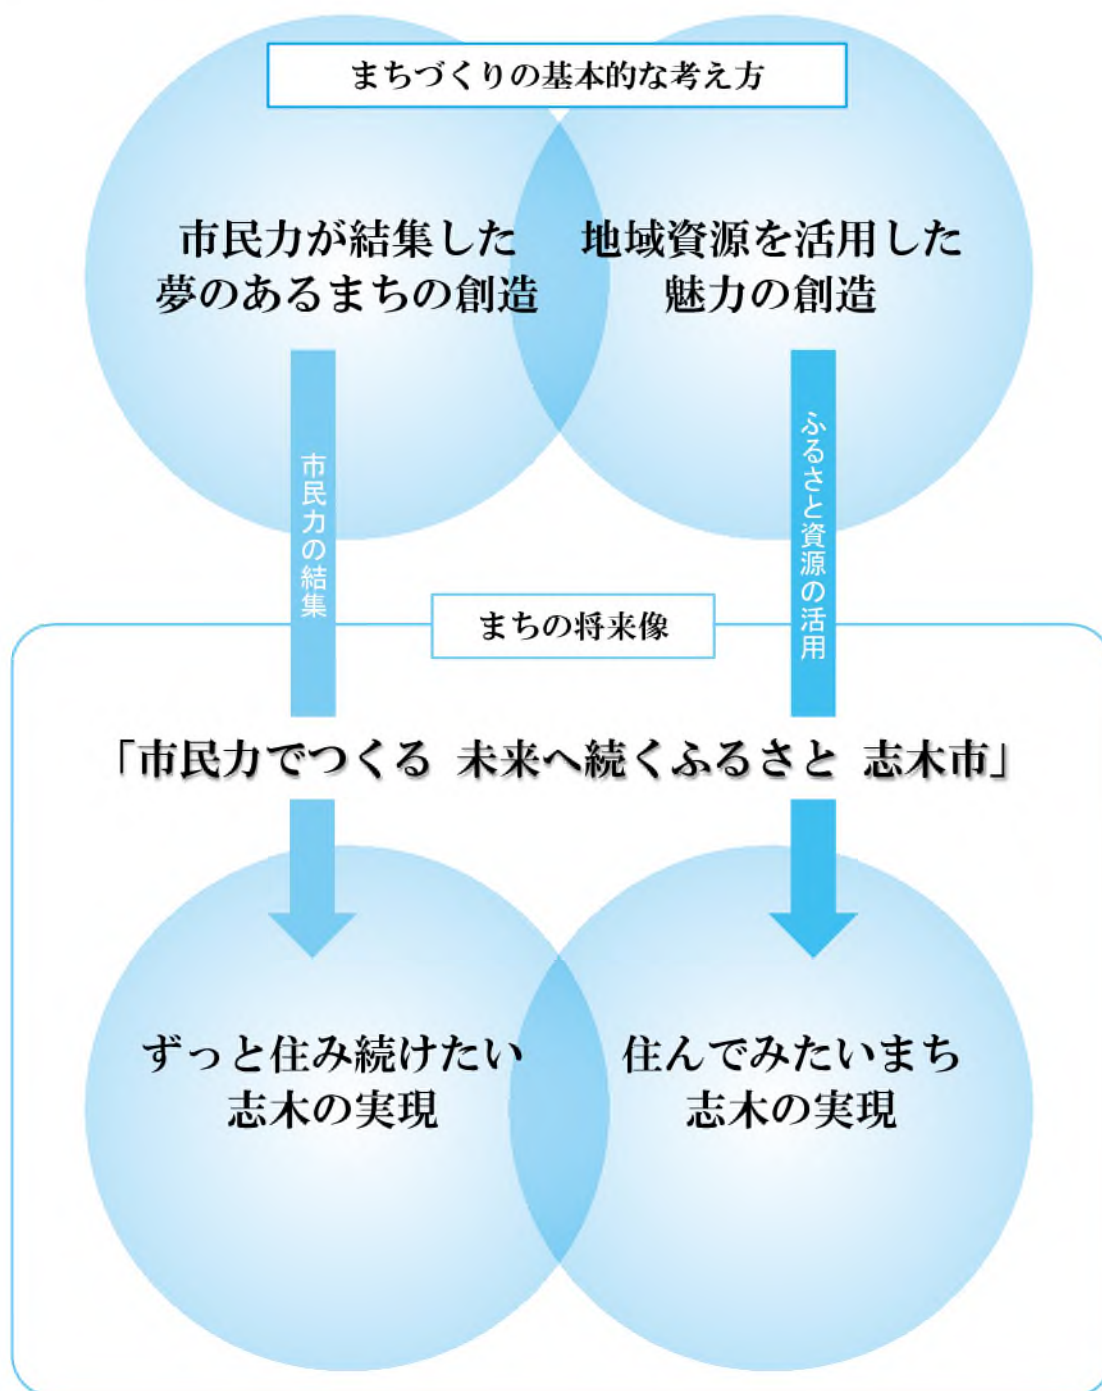 まちづくりの基本的な考え方
市民力が結集した
夢のあるまちの創造
地域資源を活用した
魅力の創造
市民力の結集
ふるさと資源の活用
まちの将来像
「市民力でつくる 未来へ続くふるさと 志木市」
ずっと住み続けたい
志木の実現
住んでみたいまち
志木の実現